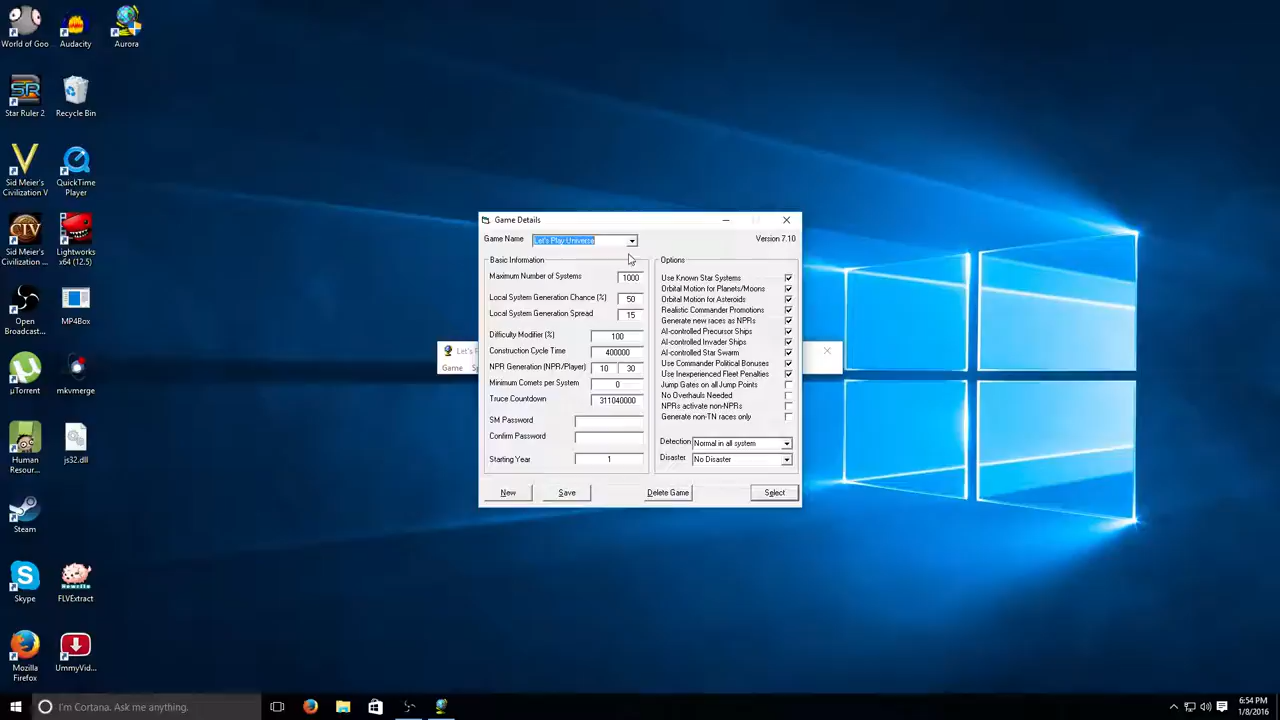 World of Goo
Audacity
Aurora
Star Ruler 2
Recycle Bin
Sid Meier's
Civilization V
QuickTime
Player
Sid Meier's
Civilization ...
Lightworks
x64 (12.5)
Open
Broadcast...
MP4Box
µTorrent
mkvmerge
Human
Resour...
js32.dll
Steam
Skype
FLVExtract
Mozilla
Firefox
UmmyVid...
Game Details
Game Name
Let's Play Universe
Version 7.10
Basic Information
Maximum Number of Systems 1000
Local System Generation Chance (%) 50
Local System Generation Spread 15
Difficulty Modifier (%) 100
Construction Cycle Time 400000
NPR Generation (NPR/Player) 10 30
Minimum Comets per System 0
Truce Countdown 311040000
SM Password
Confirm Password
Starting Year 1
Options
Use Known Star Systems
Orbital Motion for Planets/Moons
Orbital Motion for Asteroids
Realistic Commander Promotions
Generate new races as NPRs
AI-controlled Precursor Ships
AI-controlled Invader Ships
AI-controlled Star Swarm
Use Commander Political Bonuses
Use Inexperienced Fleet Penalties
Jump Gates on all Jump Points
No Overhauls Needed
NPRs activate non-NPRs
Generate non-TN races only
Detection Normal in all system
Disaster No Disaster
New
Save
Delete Game
Select
Let's
Game
I'm Cortana. Ask me anything.
6:54 PM
1/8/2016